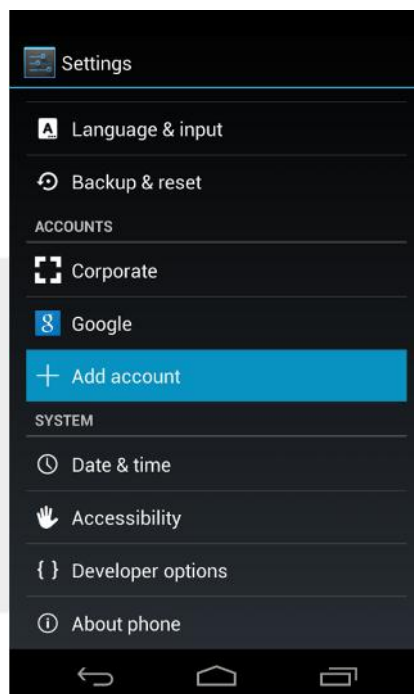 Settings
Language & input
Backup & reset
ACCOUNTS
Corporate
Google
Add account
SYSTEM
Date & time
Accessibility
Developer options
About phone